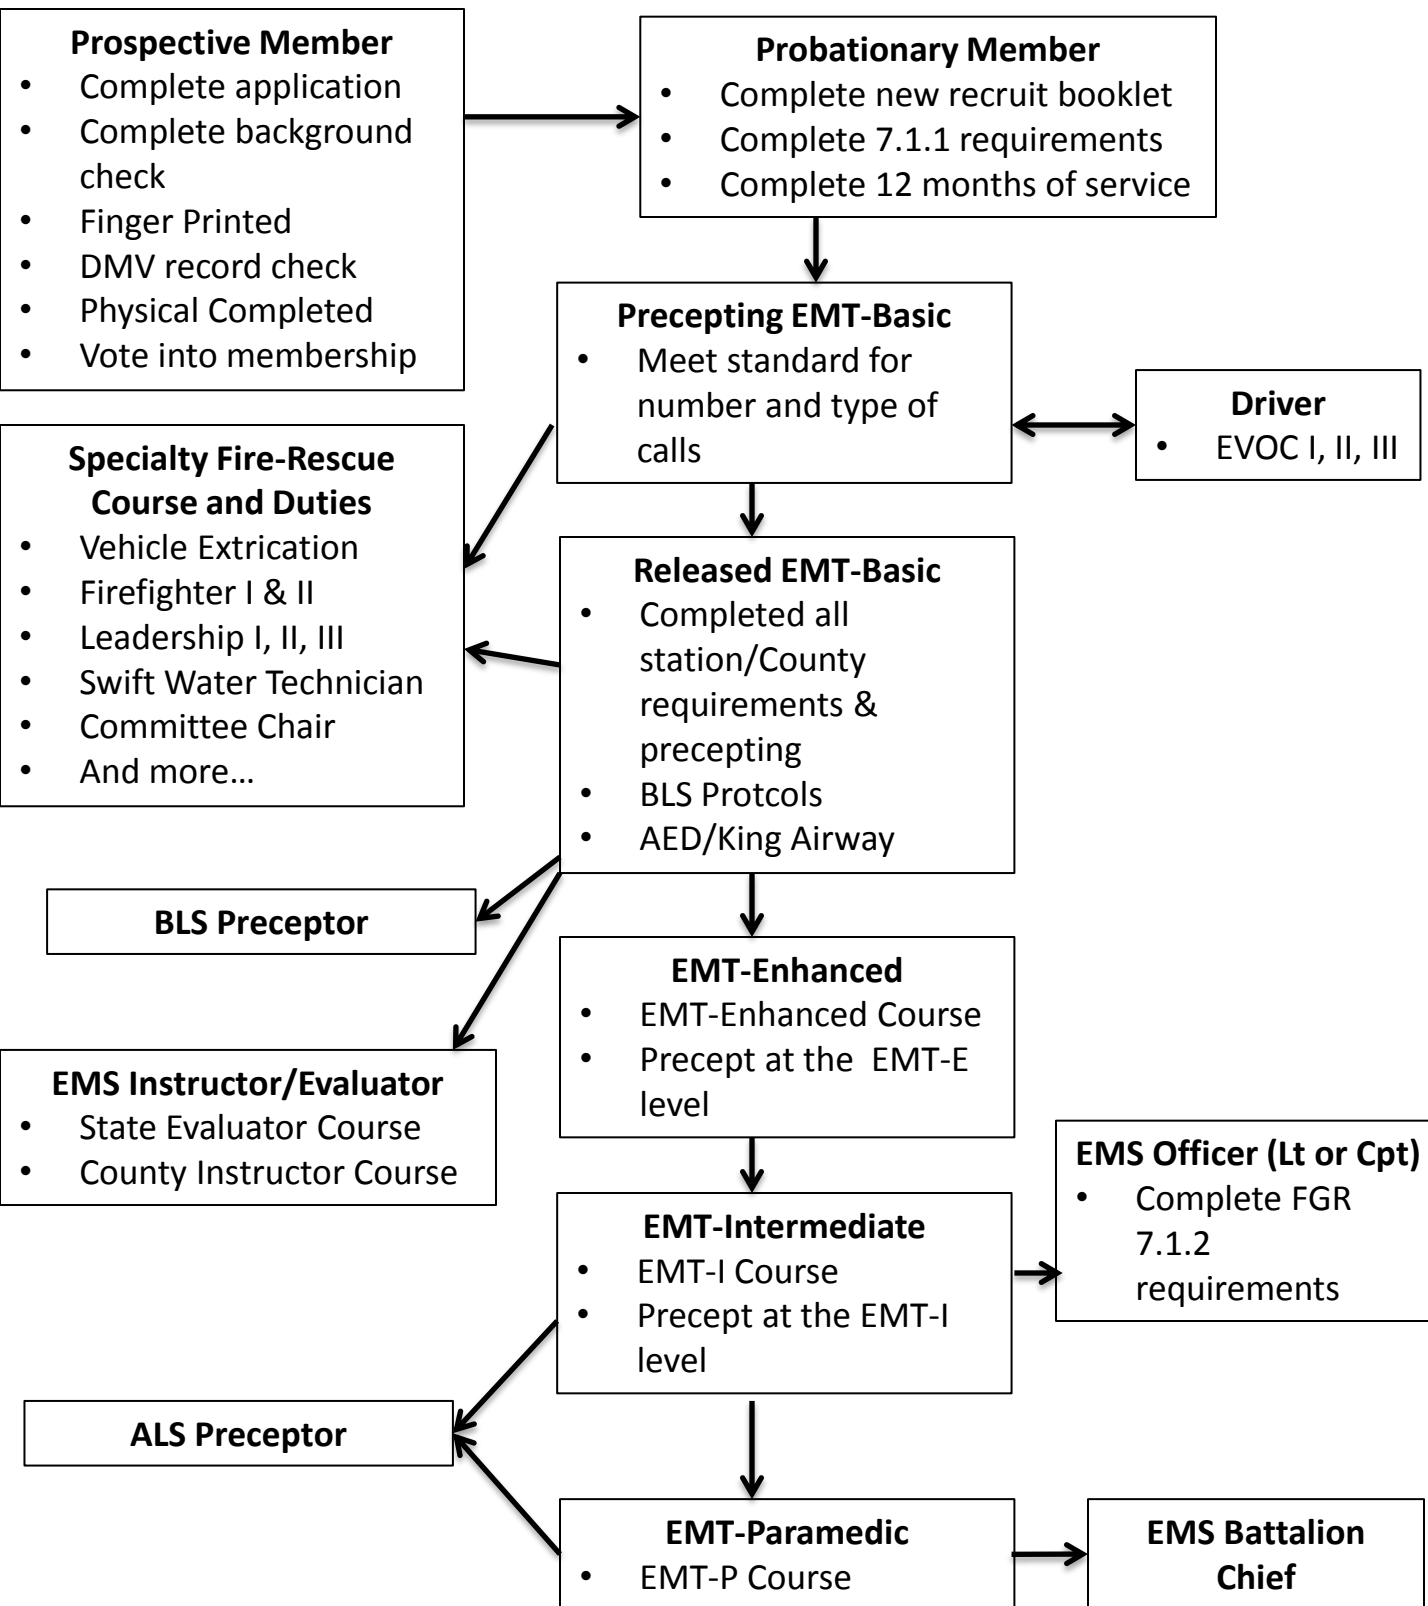 Prospective Member
• Complete application
• Complete background
check
• Finger Printed
• DMV record check
• Physical Completed
• Vote into membership
Probationary Member
• Complete new recruit booklet
• Complete 7.1.1 requirements
• Complete 12 months of service
Precepting EMT-Basic
• Meet standard for
number and type of
calls
Driver
• EVOC I, II, III
Specialty Fire-Rescue
Course and Duties
• Vehicle Extrication
• Firefighter I & II
• Leadership I, II, III
• Swift Water Technician
• Committee Chair
• And more…
Released EMT-Basic
• Completed all
station/County
requirements &
precepting
• BLS Protcols
• AED/King Airway
BLS Preceptor
EMT-Enhanced
• EMT-Enhanced Course
• Precept at the EMT-E
level
EMS Instructor/Evaluator
• State Evaluator Course
• County Instructor Course
EMS Officer (Lt or Cpt)
• Complete FGR
7.1.2
requirements
EMT-Intermediate
• EMT-I Course
• Precept at the EMT-I
level
ALS Preceptor
EMT-Paramedic
• EMT-P Course
EMS Battalion
Chief